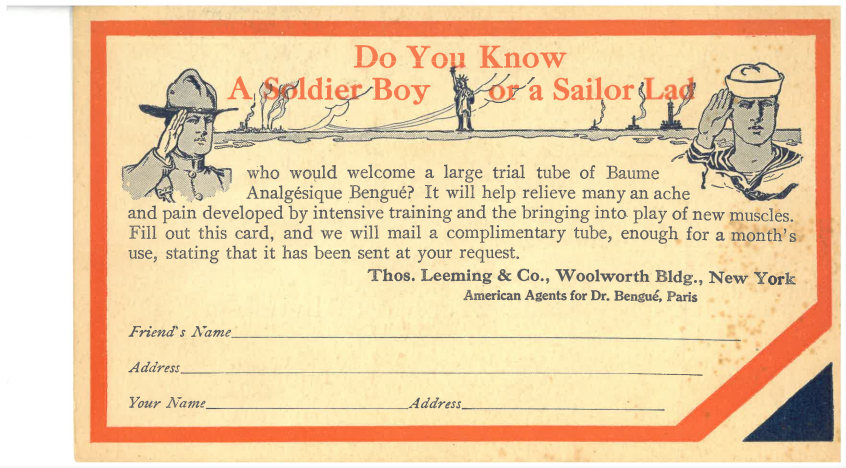 Do You Know
A Soldier Boy or a Sailor Lad
who would welcome a large trial tube of Baume
Analgésique Bengué? It will help relieve many an ache
and pain developed by intensive training and the bringing into play of new muscles.
Fill out this card, and we will mail a complimentary tube, enough for a month's
use, stating that it has been sent at your request.
Thos. Leeming & Co., Woolworth Bldg., New York
American Agents for Dr. Bengué, Paris
Friend's Name
Address
Your Name Address